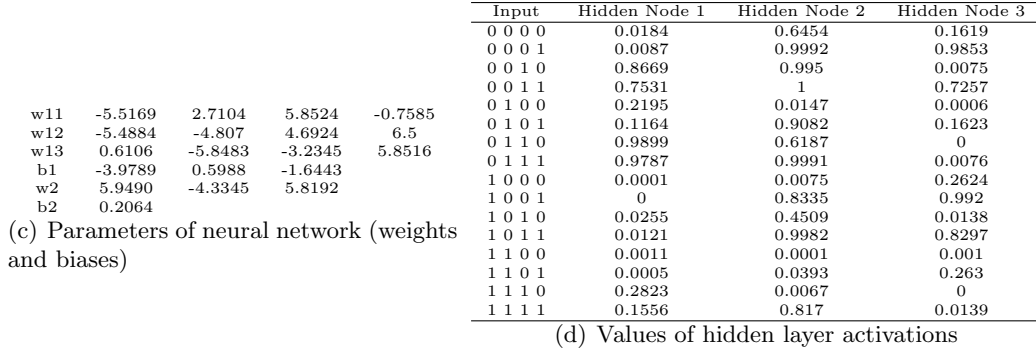 w11 -5.5169 2.7104 5.8524 -0.7585
w12 -5.4884 -4.807 4.6924 6.5
w13 0.6106 -5.8483 -3.2345 5.8516
b1 -3.9789 0.5988 -1.6443
w2 5.9490 -4.3345 5.8192
b2 0.2064
(c) Parameters of neural network (weights
and biases)
Input Hidden Node 1 Hidden Node 2 Hidden Node 3
0 0 0 0 0.0184 0.6454 0.1619
0 0 0 1 0.0087 0.9992 0.9853
0 0 1 0 0.8669 0.995 0.0075
0 0 1 1 0.7531 1 0.7257
0 1 0 0 0.2195 0.0147 0.0006
0 1 0 1 0.1164 0.9082 0.1623
0 1 1 0 0.9899 0.6187 0
0 1 1 1 0.9787 0.9991 0.0076
1 0 0 0 0.0001 0.0075 0.2624
1 0 0 1 0 0.8335 0.992
1 0 1 0 0.0255 0.4509 0.0138
1 0 1 1 0.0121 0.9982 0.8297
1 1 0 0 0.0011 0.0001 0.001
1 1 0 1 0.0005 0.0393 0.263
1 1 1 0 0.2823 0.0067 0
1 1 1 1 0.1556 0.817 0.0139
(d) Values of hidden layer activations